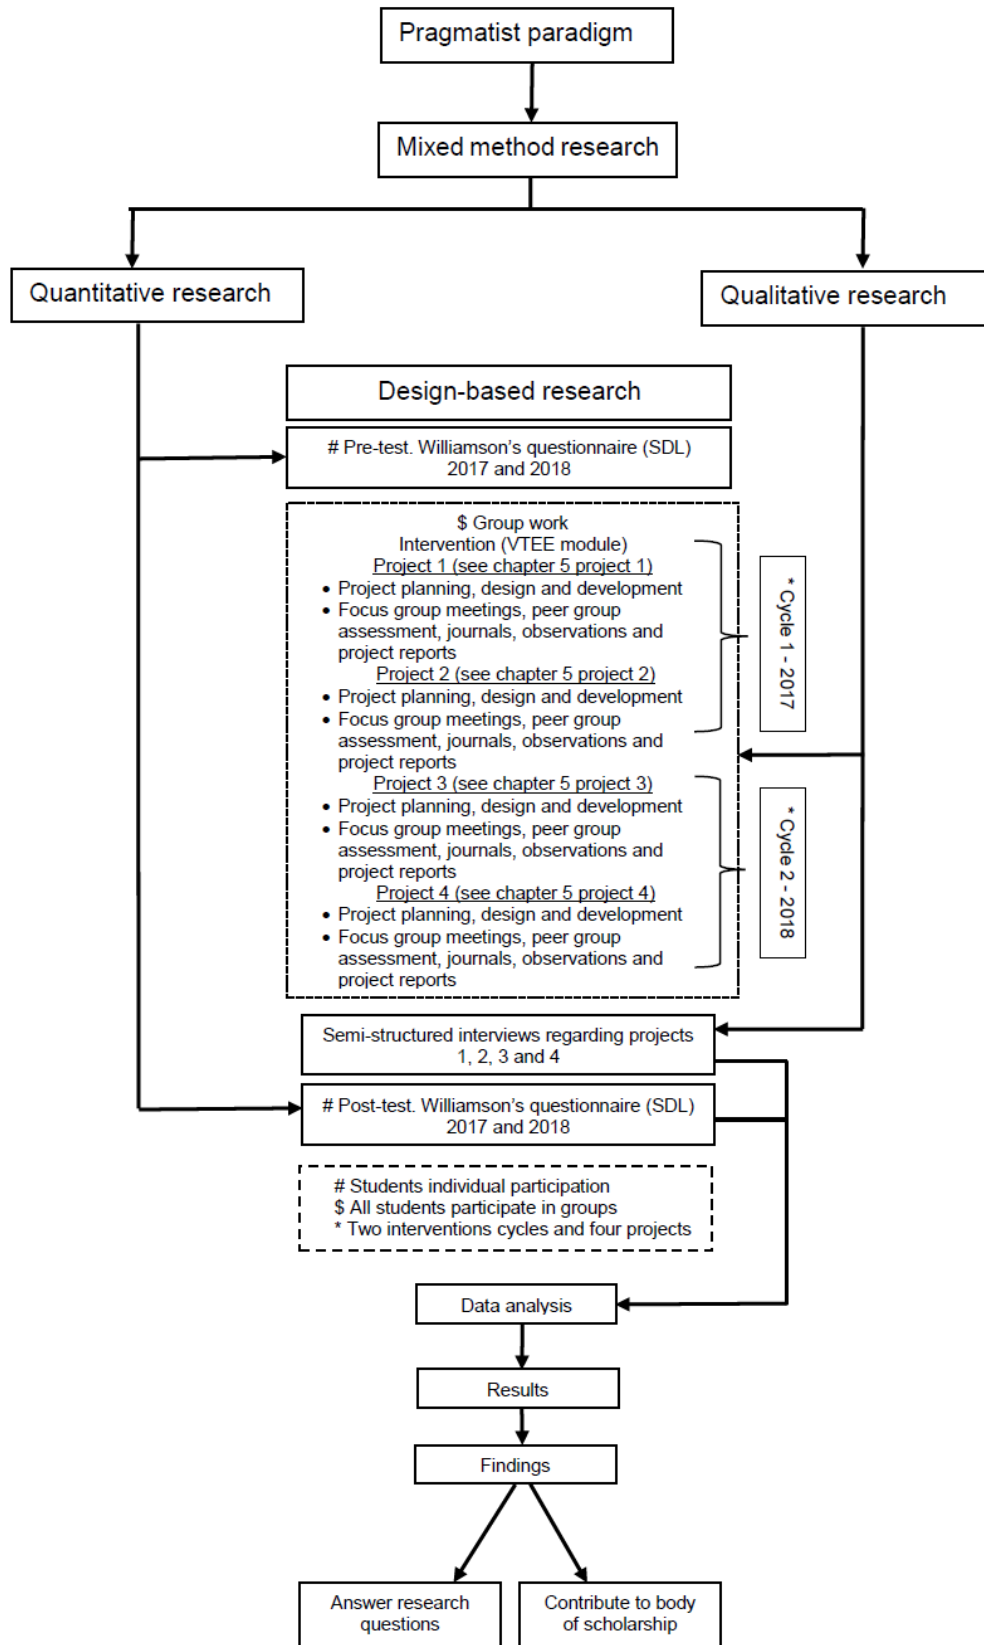 Pragmatist paradigm
Mixed method research
Quantitative research
Qualitative research
Design-based research
# Pre-test. Williamson's questionnaire (SDL)
2017 and 2018
$ Group work
Intervention (VTEE module)
Project 1 (see chapter 5 project 1)
• Project planning, design and development
• Focus group meetings, peer group
assessment, journals, observations and
project reports
Project 2 (see chapter 5 project 2)
• Project planning, design and development
• Focus group meetings, peer group
assessment, journals, observations and
project reports
* Cycle 1 - 2017
Project 3 (see chapter 5 project 3)
• Project planning, design and development
• Focus group meetings, peer group
assessment, journals, observations and
project reports
Project 4 (see chapter 5 project 4)
• Project planning, design and development
• Focus group meetings, peer group
assessment, journals, observations and
project reports
* Cycle 2 - 2018
Semi-structured interviews regarding projects
1, 2, 3 and 4
# Post-test. Williamson's questionnaire (SDL)
2017 and 2018
# Students individual participation
$ All students participate in groups
* Two interventions cycles and four projects
Data analysis
Results
Findings
Answer research
questions
Contribute to body
of scholarship